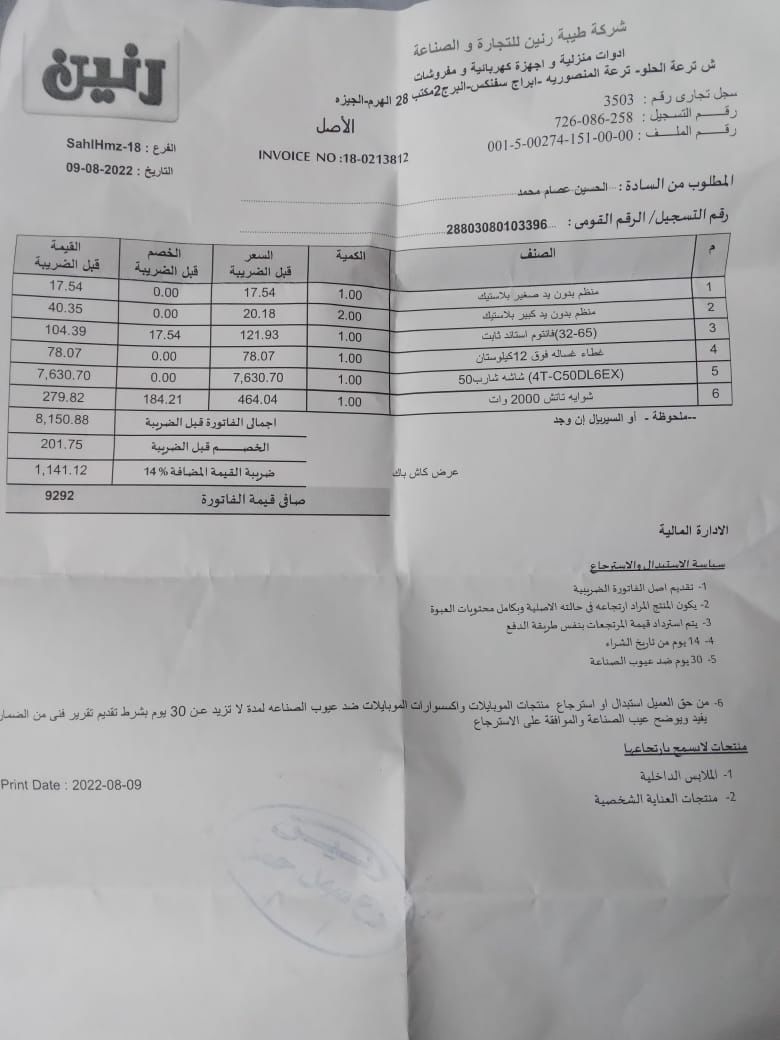 رنين
شركة طيبة رنين للتجارة و الصناعة
ادوات منزلية و اجهزة كهربائية و مفروشات
ش ترعة الحلو- ترعة المنصوريه -ابراج سفنكس-البرج2مكتب 28 الهرم-الجيزه
سجل تجارى رقم : 3503
رقم التسجيل : 726-086-258
رقم الملف : 001-5-00274-151-00-00
الفرع : SahlHmz-18
التاريخ : 09-08-2022
الأصل
INVOICE NO :18-0213812
المطلوب من السادة : الحسين عصام محمد
رقم التسجيل/ الرقم القومى : 28803080103396
م الصنف الكمية السعر قبل الضريبة الخصم قبل الضريبة القيمة قبل الضريبة
1 منظم بدون يد صغير بلاستيك 1.00 17.54 0.00 17.54
2 منظم بدون يد كبير بلاستيك 2.00 20.18 0.00 40.35
3 (32-65)فانتوم استاند ثابت 1.00 121.93 17.54 104.39
4 غطاء غساله فوق 12كيلوستان 1.00 78.07 0.00 78.07
5 (4T-C50DL6EX) شاشه شارب50 1.00 7,630.70 0.00 7,630.70
6 شوايه تاتش 2000 وات 1.00 464.04 184.21 279.82
--ملحوظة - أو السيريال إن وجد
اجمالى الفاتورة قبل الضريبة 8,150.88
الخصم قبل الضريبة 201.75
ضريبة القيمة المضافة %14 1,141.12
صافى قيمة الفاتورة 9292
عرض كاش باك
الادارة المالية
سياسة الاستبدال والاسترجاع
1- تقديم اصل الفاتورة الضريبية
2- يكون المنتج المراد ارتجاعه فى حالته الاصلية وبكامل محتويات العبوة
3- يتم استرداد قيمة المرتجعات بنفس طريقة الدفع
4- 14 يوم من تاريخ الشراء
5- 30 يوم ضد عيوب الصناعة
6- من حق العميل استبدال او استرجاع منتجات الموبايلات واكسسوارات الموبايلات ضد عيوب الصناعه لمدة لا تزيد عن 30 يوم بشرط تقديم تقرير فنى من الضمار
يفيد ويوضح عيب الصناعة والموافقة على الاسترجاع
منتجات لايسمح بارتجاعها
1- الملابس الداخلية
2- منتجات العناية الشخصية
Print Date : 2022-08-09
رنين
فرع سهل حمزة